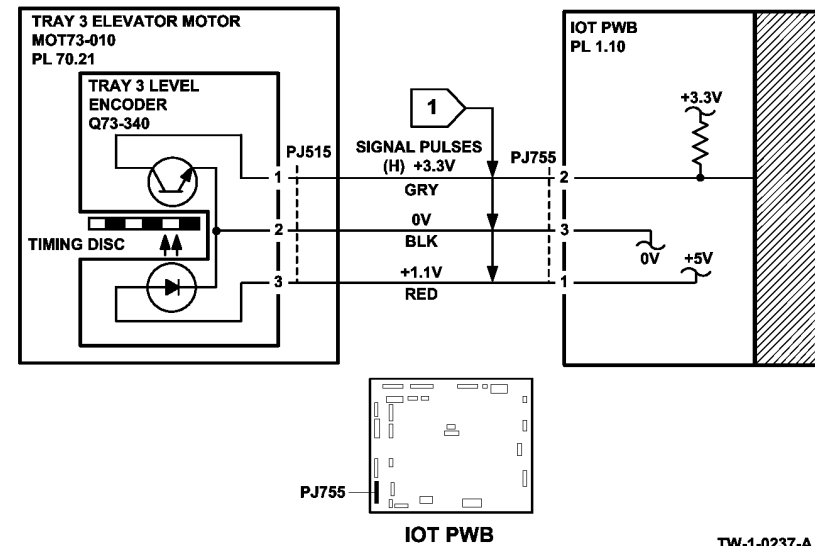 TRAY 3 ELEVATOR MOTOR
MOT73-010
PL 70.21
TRAY 3 LEVEL
ENCODER
Q73-340
TIMING DISC
PJ515
1
2
3
1
SIGNAL PULSES
(H) +3.3V
GRY
0V
BLK
+1.1V
RED
PJ755
2
3
1
IOT PWB
PL 1.10
+3.3V
0V
+5V
PJ755
IOT PWB
TW-1-0237-A